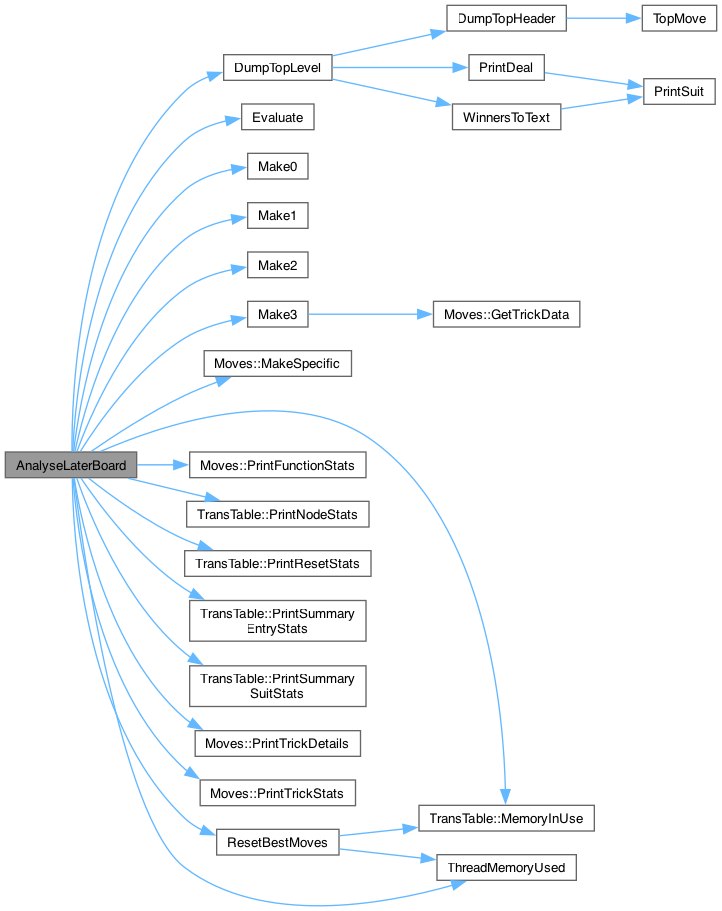 DumpTopHeader
TopMove
DumpTopLevel
PrintDeal
PrintSuit
WinnersToText
Evaluate
Make0
Make1
Make2
Make3
Moves::GetTrickData
Moves::MakeSpecific
AnalyseLaterBoard
Moves::PrintFunctionStats
TransTable::PrintNodeStats
TransTable::PrintResetStats
TransTable::PrintSummary
EntryStats
TransTable::PrintSummary
SuitStats
Moves::PrintTrickDetails
Moves::PrintTrickStats
TransTable::MemoryInUse
ResetBestMoves
ThreadMemoryUsed